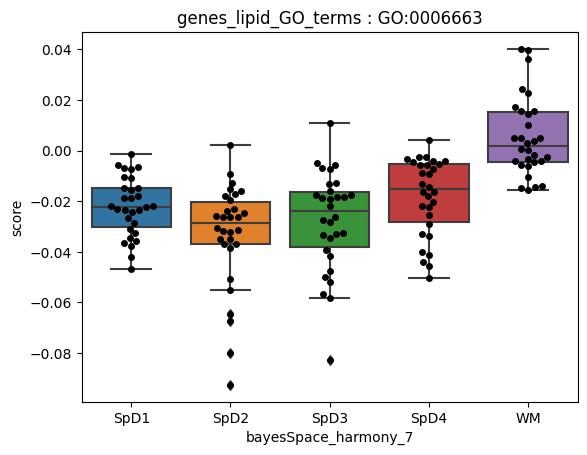 genes_lipid_GO_terms : GO:0006663
0.04
0.02
0.00
−0.02
−0.04
−0.06
−0.08
score
SpD1 SpD2 SpD3 SpD4 WM
bayesSpace_harmony_7